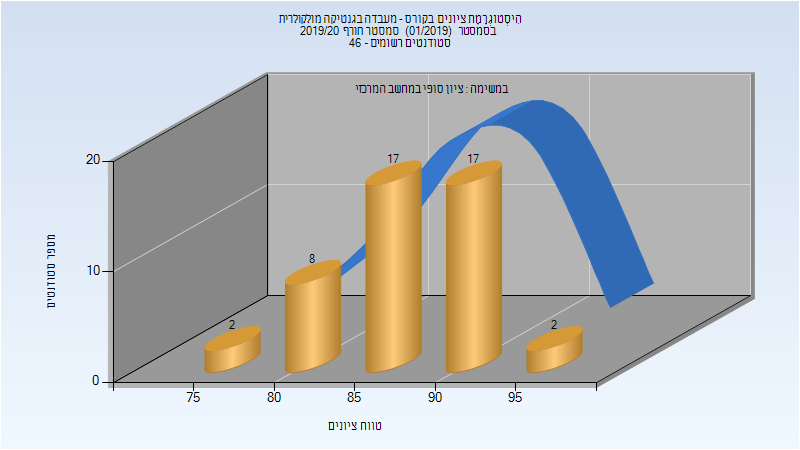 היסטוגרמת ציונים בקורס - מעבדה בגנטיקה מולקולרית
בסמסטר (01/2019) סמסטר חורף 2019/20
סטודנטים רשומים - 46
במשימה : ציון סופי במחשב המרכזי
מספר סטודנטים
20
10
0
2
8
17
17
2
75
80
85
90
95
טווח ציונים